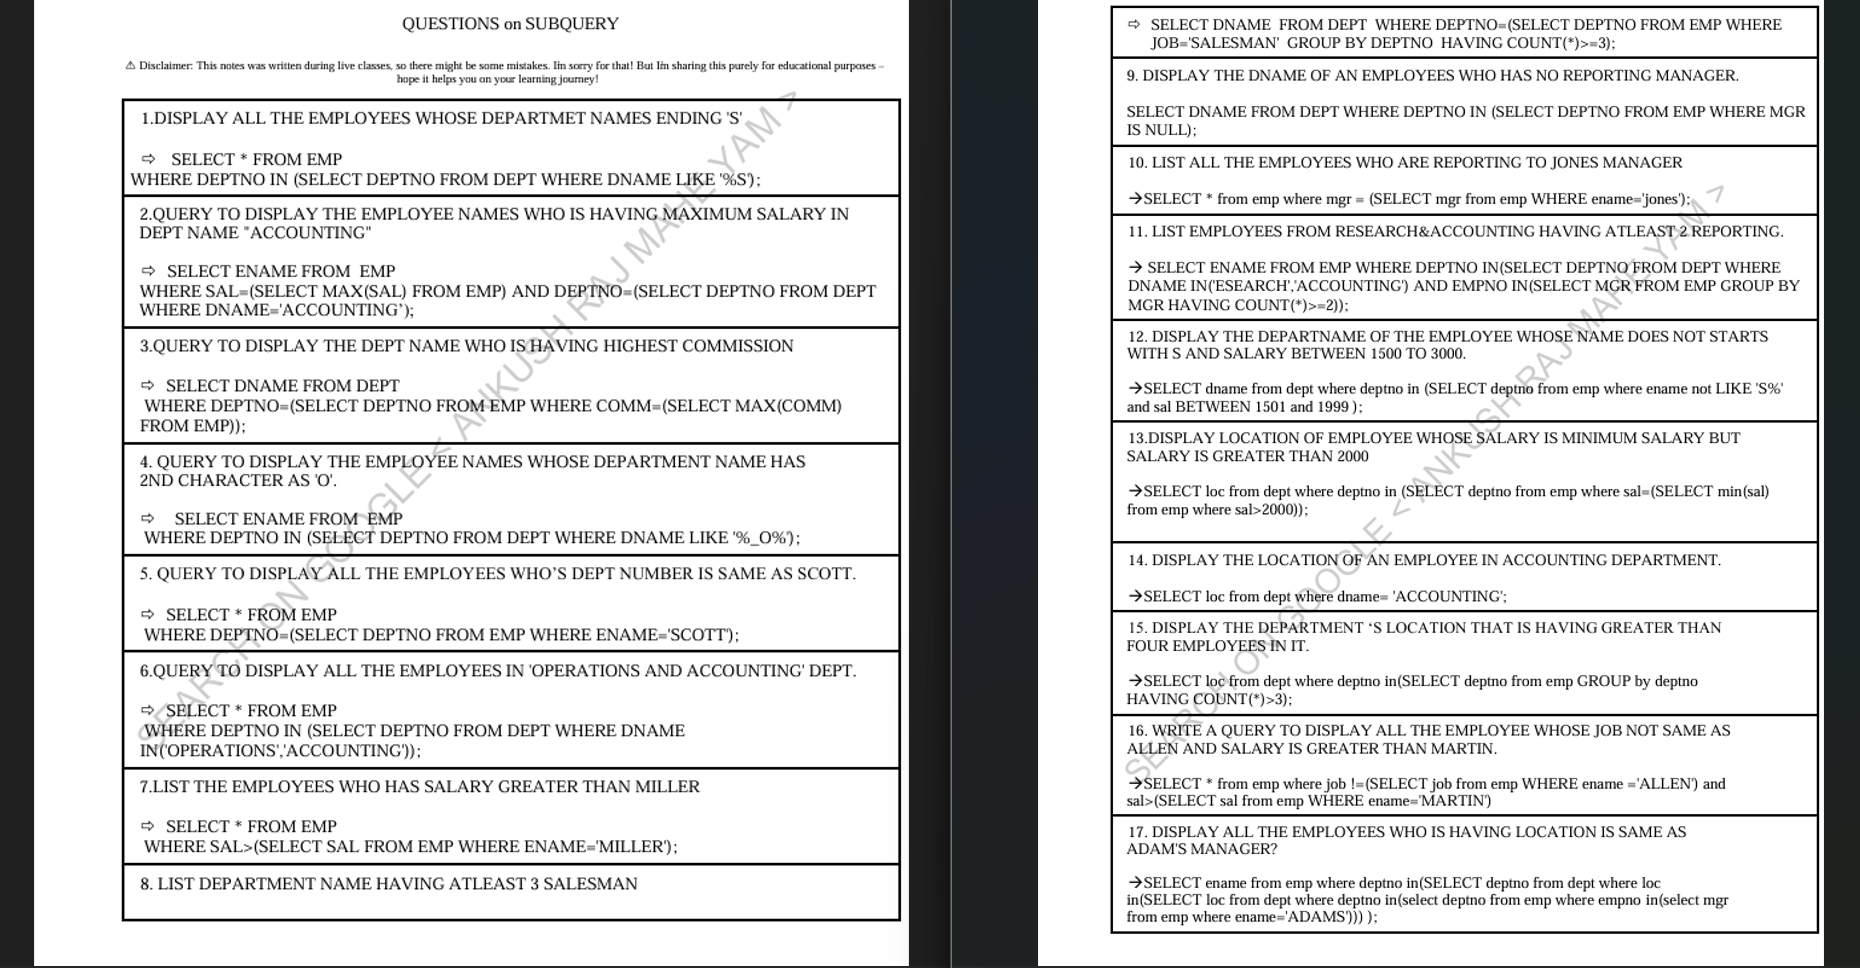 QUESTIONS on SUBQUERY
⚠ Disclaimer: This notes was written during live classes, so there might be some mistakes. I'm sorry for that! But I'm sharing this purely for educational purposes –
hope it helps you on your learning journey!
1.DISPLAY ALL THE EMPLOYEES WHOSE DEPARTMET NAMES ENDING 'S'
⇨ SELECT * FROM EMP
WHERE DEPTNO IN (SELECT DEPTNO FROM DEPT WHERE DNAME LIKE '%S');
2.QUERY TO DISPLAY THE EMPLOYEE NAMES WHO IS HAVING MAXIMUM SALARY IN
DEPT NAME "ACCOUNTING"
⇨ SELECT ENAME FROM EMP
WHERE SAL=(SELECT MAX(SAL) FROM EMP) AND DEPTNO=(SELECT DEPTNO FROM DEPT
WHERE DNAME='ACCOUNTING’);
3.QUERY TO DISPLAY THE DEPT NAME WHO IS HAVING HIGHEST COMMISSION
⇨ SELECT DNAME FROM DEPT
WHERE DEPTNO=(SELECT DEPTNO FROM EMP WHERE COMM=(SELECT MAX(COMM)
FROM EMP));
4. QUERY TO DISPLAY THE EMPLOYEE NAMES WHOSE DEPARTMENT NAME HAS
2ND CHARACTER AS 'O'.
⇨ SELECT ENAME FROM EMP
WHERE DEPTNO IN (SELECT DEPTNO FROM DEPT WHERE DNAME LIKE '%_O%');
5. QUERY TO DISPLAY ALL THE EMPLOYEES WHO’S DEPT NUMBER IS SAME AS SCOTT.
⇨ SELECT * FROM EMP
WHERE DEPTNO=(SELECT DEPTNO FROM EMP WHERE ENAME='SCOTT');
6.QUERY TO DISPLAY ALL THE EMPLOYEES IN 'OPERATIONS AND ACCOUNTING' DEPT.
⇨ SELECT * FROM EMP
WHERE DEPTNO IN (SELECT DEPTNO FROM DEPT WHERE DNAME
IN('OPERATIONS','ACCOUNTING'));
7.LIST THE EMPLOYEES WHO HAS SALARY GREATER THAN MILLER
⇨ SELECT * FROM EMP
WHERE SAL>(SELECT SAL FROM EMP WHERE ENAME='MILLER');
8. LIST DEPARTMENT NAME HAVING ATLEAST 3 SALESMAN
SEARCH ON GOOGLE < ANKUSH RAJ MAHE YAM >
⇨ SELECT DNAME FROM DEPT WHERE DEPTNO=(SELECT DEPTNO FROM EMP WHERE
JOB='SALESMAN' GROUP BY DEPTNO HAVING COUNT(*)>=3);
9. DISPLAY THE DNAME OF AN EMPLOYEES WHO HAS NO REPORTING MANAGER.
SELECT DNAME FROM DEPT WHERE DEPTNO IN (SELECT DEPTNO FROM EMP WHERE MGR
IS NULL);
10. LIST ALL THE EMPLOYEES WHO ARE REPORTING TO JONES MANAGER
→SELECT * from emp where mgr = (SELECT mgr from emp WHERE ename='jones');
11. LIST EMPLOYEES FROM RESEARCH&ACCOUNTING HAVING ATLEAST 2 REPORTING.
→ SELECT ENAME FROM EMP WHERE DEPTNO IN(SELECT DEPTNO FROM DEPT WHERE
DNAME IN('ESEARCH','ACCOUNTING') AND EMPNO IN(SELECT MGR FROM EMP GROUP BY
MGR HAVING COUNT(*)>=2));
12. DISPLAY THE DEPARTNAME OF THE EMPLOYEE WHOSE NAME DOES NOT STARTS
WITH S AND SALARY BETWEEN 1500 TO 3000.
→SELECT dname from dept where deptno in (SELECT deptno from emp where ename not LIKE 'S%'
and sal BETWEEN 1501 and 1999 );
13.DISPLAY LOCATION OF EMPLOYEE WHOSE SALARY IS MINIMUM SALARY BUT
SALARY IS GREATER THAN 2000
→SELECT loc from dept where deptno in (SELECT deptno from emp where sal=(SELECT min(sal)
from emp where sal>2000));
14. DISPLAY THE LOCATION OF AN EMPLOYEE IN ACCOUNTING DEPARTMENT.
→SELECT loc from dept where dname= 'ACCOUNTING';
15. DISPLAY THE DEPARTMENT ‘S LOCATION THAT IS HAVING GREATER THAN
FOUR EMPLOYEES IN IT.
→SELECT loc from dept where deptno in(SELECT deptno from emp GROUP by deptno
HAVING COUNT(*)>3);
16. WRITE A QUERY TO DISPLAY ALL THE EMPLOYEE WHOSE JOB NOT SAME AS
ALLEN AND SALARY IS GREATER THAN MARTIN.
→SELECT * from emp where job !=(SELECT job from emp WHERE ename ='ALLEN') and
sal>(SELECT sal from emp WHERE ename='MARTIN')
17. DISPLAY ALL THE EMPLOYEES WHO IS HAVING LOCATION IS SAME AS
ADAM'S MANAGER?
→SELECT ename from emp where deptno in(SELECT deptno from dept where loc
in(SELECT loc from dept where deptno in(select deptno from emp where empno in(select mgr
from emp where ename='ADAMS'))) );
SEARCH ON GOOGLE < ANKUSH RAJ MAHE YAM >